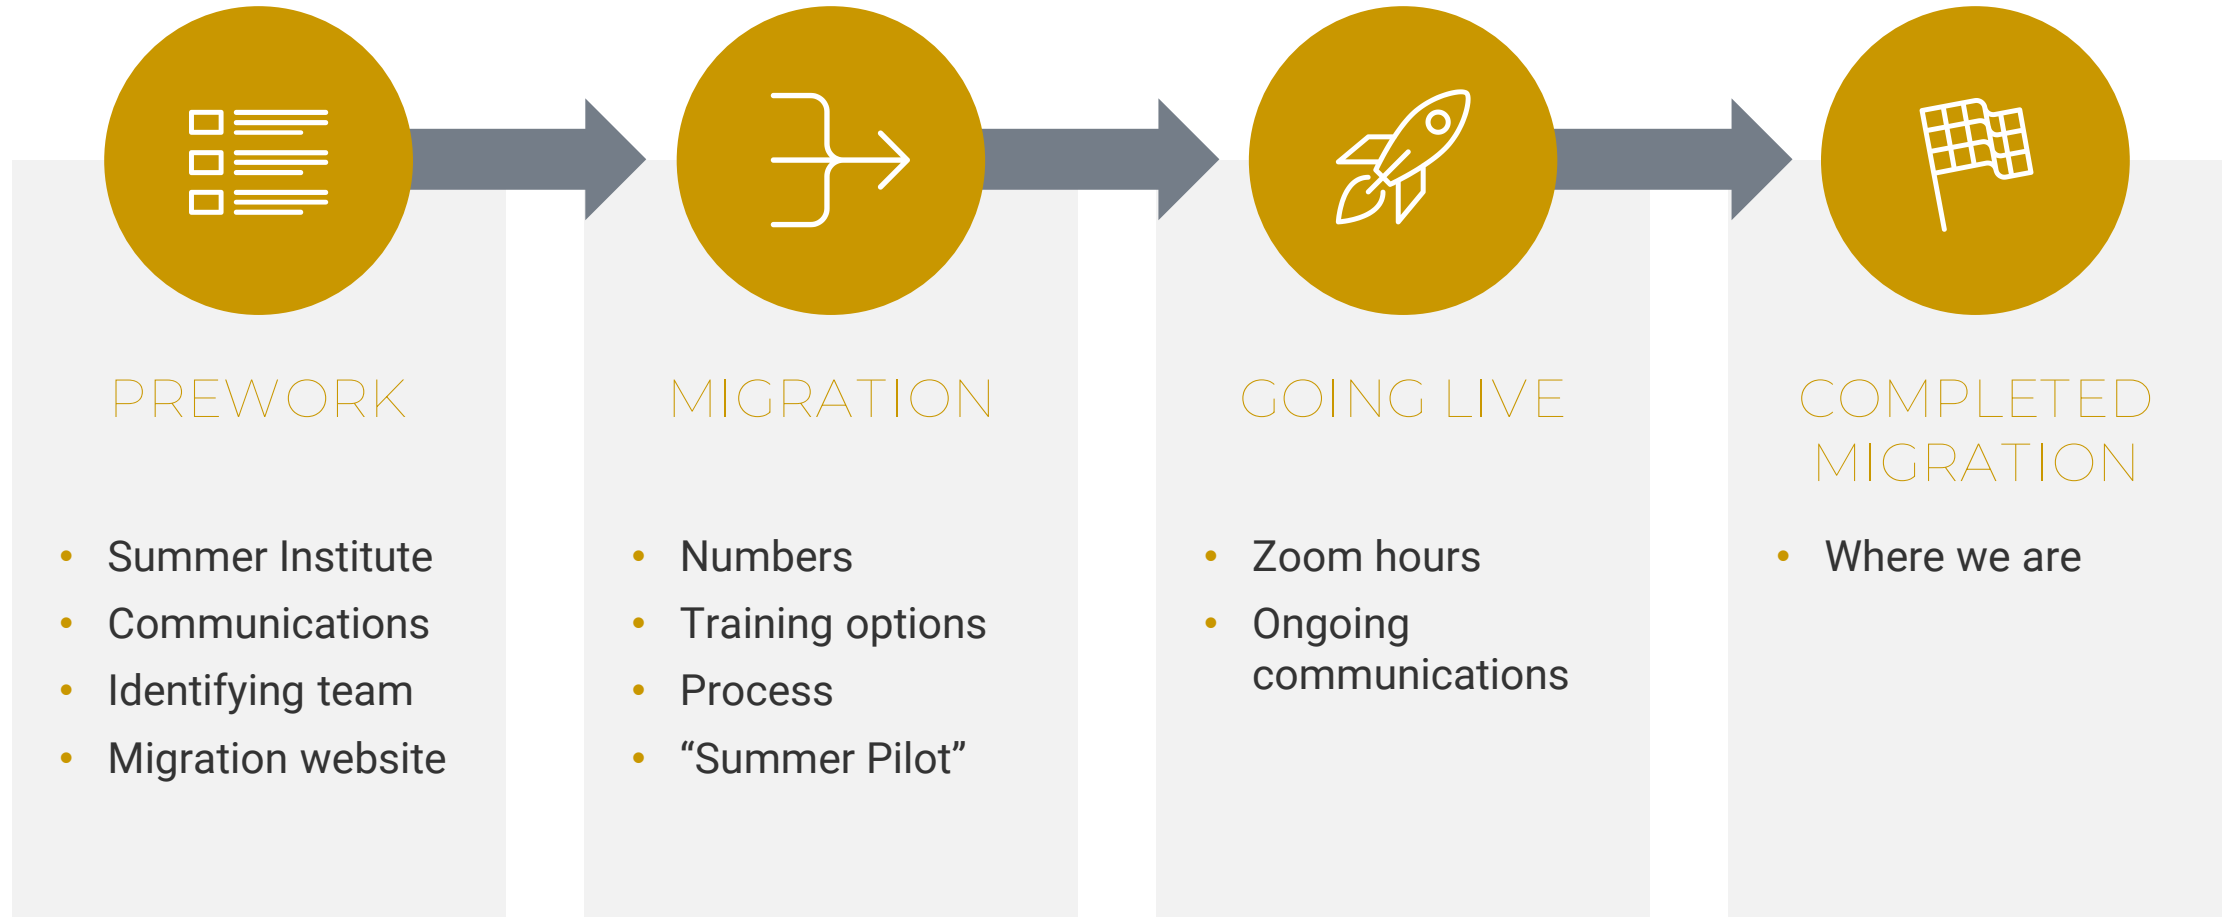 PREWORK
• Summer Institute
• Communications
• Identifying team
• Migration website
MIGRATION
• Numbers
• Training options
• Process
• “Summer Pilot”
GOING LIVE
• Zoom hours
• Ongoing
communications
COMPLETED
MIGRATION
• Where we are